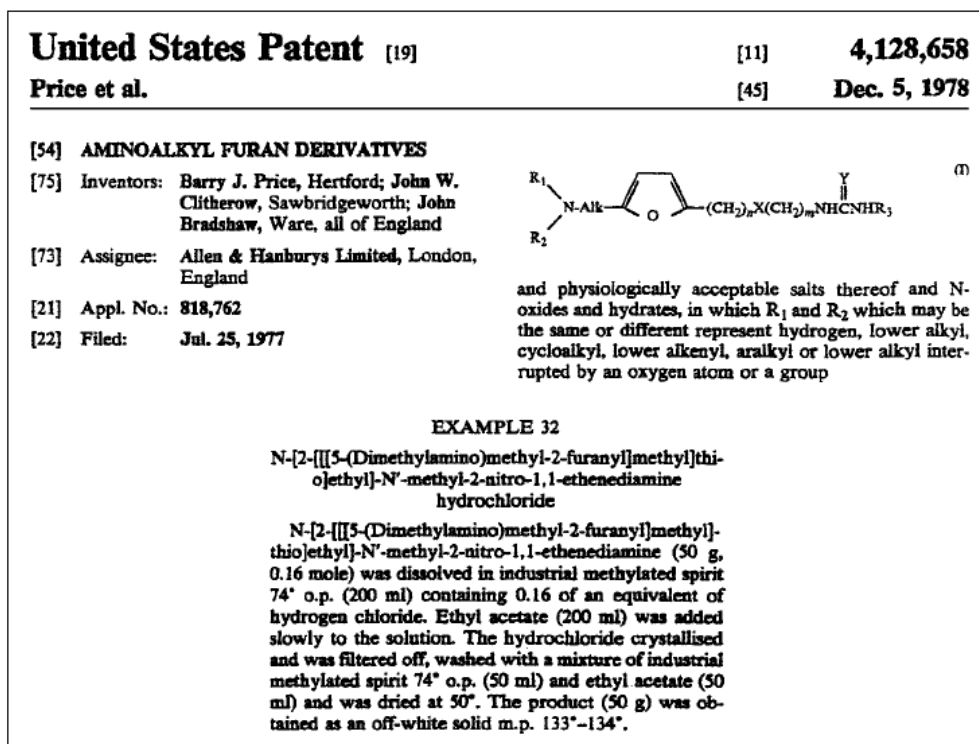 United States Patent [19]
[11] 4,128,658
Price et al.
[45] Dec. 5, 1978
[54] AMINOALKYL FURAN DERIVATIVES
[75] Inventors: Barry J. Price, Hertford; John W.
Clitherow, Sawbridgeworth; John
Bradshaw, Ware, all of England
[73] Assignee: Allen & Hanburys Limited, London,
England
[21] Appl. No.: 818,762
[22] Filed: Jul. 25, 1977
(I)
R₁
Y
N-Alk
O
(CH₂)ₙX(CH₂)ₘNHCNHR₃
R₂
and physiologically acceptable salts thereof and N-
oxides and hydrates, in which R₁ and R₂ which may be
the same or different represent hydrogen, lower alkyl,
cycloalkyl, lower alkenyl, aralkyl or lower alkyl inter-
rupted by an oxygen atom or a group
EXAMPLE 32
N-[2-[[[5-(Dimethylamino)methyl-2-furanyl]methyl]thi-
o]ethyl]-N'-methyl-2-nitro-1,1-ethenediamine
hydrochloride
N-[2-[[[5-(Dimethylamino)methyl-2-furanyl]methyl]-
thio]ethyl]-N'-methyl-2-nitro-1,1-ethenediamine (50 g,
0.16 mole) was dissolved in industrial methylated spirit
74° o.p. (200 ml) containing 0.16 of an equivalent of
hydrogen chloride. Ethyl acetate (200 ml) was added
slowly to the solution. The hydrochloride crystallised
and was filtered off, washed with a mixture of industrial
methylated spirit 74° o.p. (50 ml) and ethyl acetate (50
ml) and was dried at 50°. The product (50 g) was ob-
tained as an off-white solid m.p. 133°-134°.